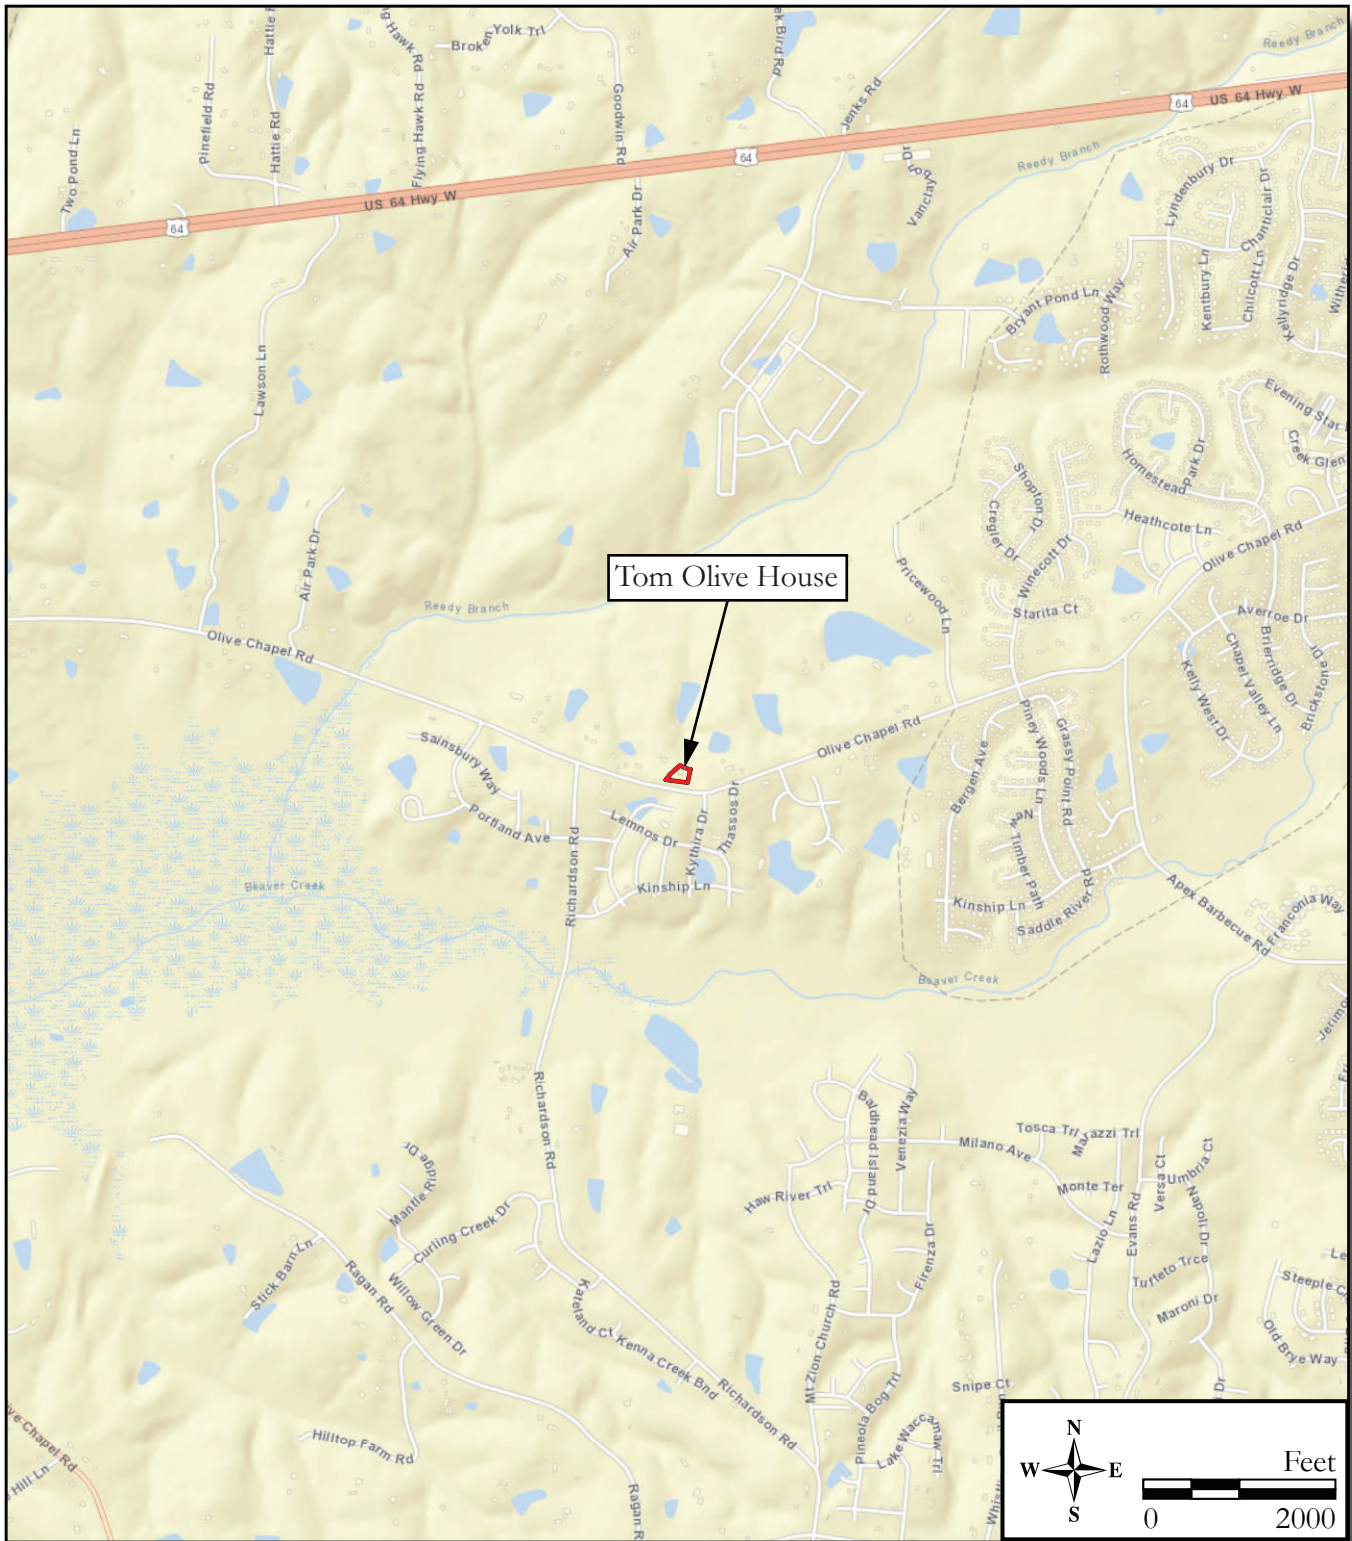 Broken Yolk Trl
Reedy Branch
Pinefield Rd
Hattie Rd
Flying Hawk Rd
Goodwin Rd
Jenks Rd
64
US 64 Hwy W
Two Pond Ln
64
US 64 Hwy W
64
Reedy Branch
Vanclay
Lyndenbury Dr
Chanticlair Dr
Air Park Dr
Kentbury Ln
Chilcott Ln
Kellyridge Dr
Bryant Pond Ln
Rothwood Way
Lawson Ln
Evening Star
Creek Glen
Homestead Park Dr
Shopton Dr
Cregler Dr
Winecott Dr
Heathcote Ln
Olive Chapel Rd
Air Park Dr
Tom Olive House
Pricewood Ln
Starita Ct
Averroe Dr
Reedy Branch
Olive Chapel Rd
Brierridge Dr
Chapel Valley Ln
Kelly West Dr
Brickstone Dr
Sainsbury Way
Olive Chapel Rd
Piney Woods Ln
Grassy Point Rd
Bergen Ave
Portland Ave
Lemnos Dr
Kythira Dr
Thassos Dr
New Timber Path
Richardson Rd
Kinship Ln
Kinship Ln
Saddle River Rd
Beaver Creek
Apex Barbecue Rd
Franconia Way
Beaver Creek
Richardson Rd
Baldhead Island Dr
Venezia Way
Milano Ave
Tosca Trl
Marazzi Trl
Mantle Ridge Dr
Curling Creek Dr
Haw River Trl
Monte Ter
Versa Ct
Umbria Ct
Lazio Ln
Evans Rd
Napoli Dr
Stick Barn Ln
Ragan Rd
Willow Green Dr
Firenza Dr
Maroni Dr
Kateland Ct
Kenna Creek Bnd
Richardson Rd
Mt Zion Church Rd
Steeple
Old Brye Way
Snipe Ct
Dr
Pineola Bog Trl
Lake Waccamaw Trl
Hilltop Farm Rd
Chapel Rd
Hill Ln
Ragan R
N
W E
S
Feet
0 2000